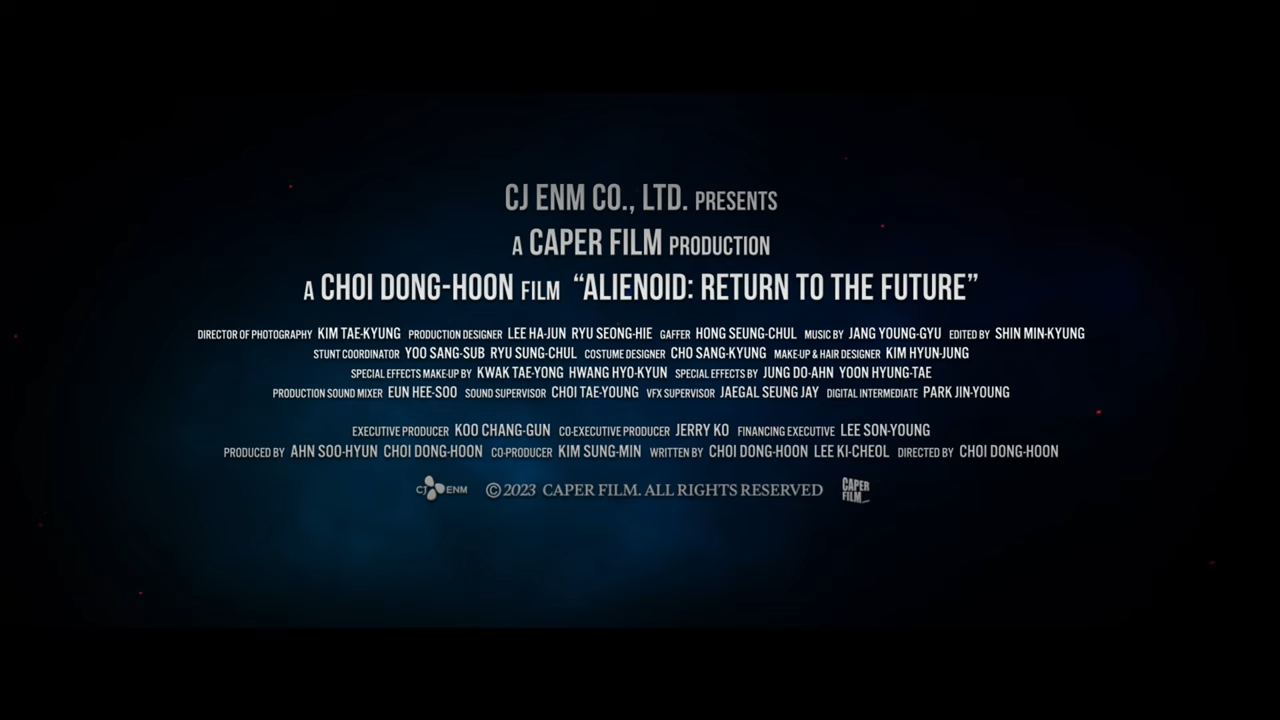 CJ ENM CO., LTD. PRESENTS
A CAPER FILM PRODUCTION
A CHOI DONG-HOON FILM “ALIENOID: RETURN TO THE FUTURE”
DIRECTOR OF PHOTOGRAPHY KIM TAE-KYUNG PRODUCTION DESIGNER LEE HA-JUN RYU SEONG-HIE GAFFER HONG SEUNG-CHUL MUSIC BY JANG YOUNG-GYU EDITED BY SHIN MIN-KYUNG
STUNT COORDINATOR YOO SANG-SUB RYU SUNG-CHUL COSTUME DESIGNER CHO SANG-KYUNG MAKE-UP & HAIR DESIGNER KIM HYUN-JUNG
SPECIAL EFFECTS MAKE-UP BY KWAK TAE-YONG HWANG HYO-KYUN SPECIAL EFFECTS BY JUNG DO-AHN YOON HYUNG-TAE
PRODUCTION SOUND MIXER EUN HEE-SOO SOUND SUPERVISOR CHOI TAE-YOUNG VFX SUPERVISOR JAEGAL SEUNG JAY DIGITAL INTERMEDIATE PARK JIN-YOUNG
EXECUTIVE PRODUCER KOO CHANG-GUN CO-EXECUTIVE PRODUCER JERRY KO FINANCING EXECUTIVE LEE SON-YOUNG
PRODUCED BY AHN SOO-HYUN CHOI DONG-HOON CO-PRODUCER KIM SUNG-MIN WRITTEN BY CHOI DONG-HOON LEE KI-CHEOL DIRECTED BY CHOI DONG-HOON
CJ ENM ©2023 CAPER FILM. ALL RIGHTS RESERVED CAPER FILM